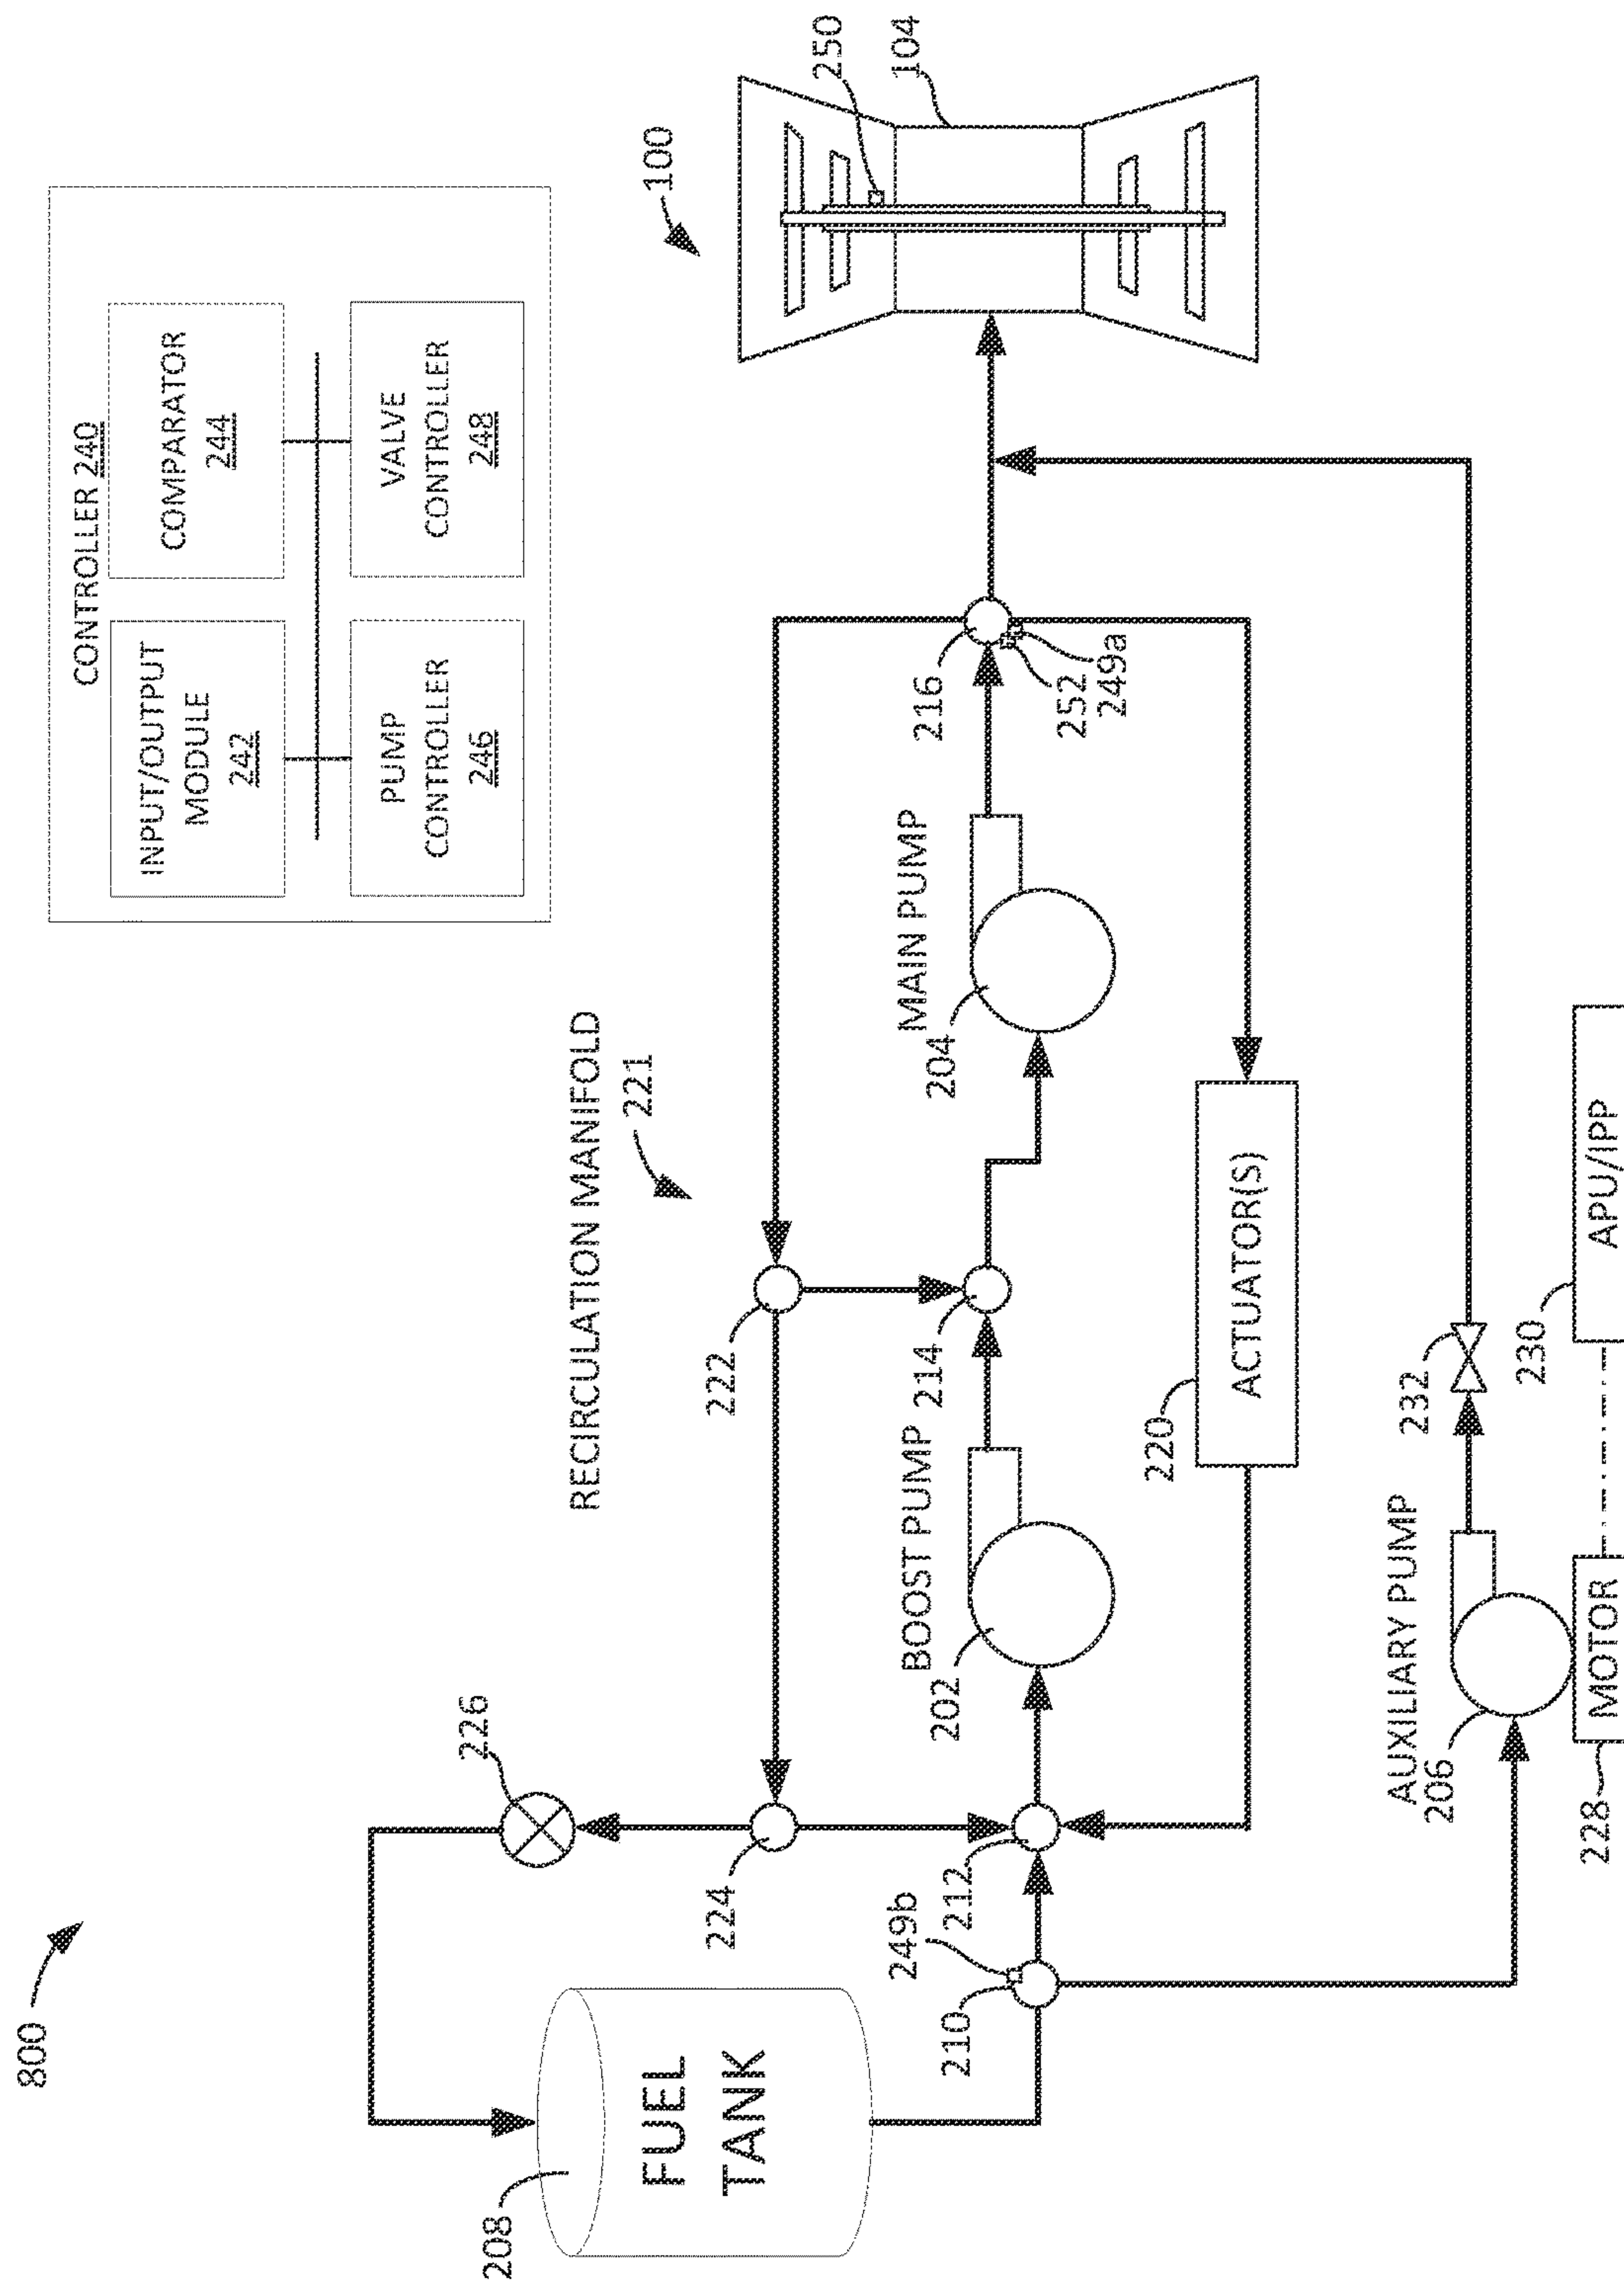 800
CONTROLLER 240
INPUT/OUTPUT
MODULE
242
COMPARATOR
244
PUMP
CONTROLLER
246
VALVE
CONTROLLER
248
226
208
FUEL
TANK
224
222
RECIRCULATION MANIFOLD
221
100
250
104
249b
210
212
BOOST PUMP
202
214
MAIN PUMP
204
216
252
249a
220
ACTUATOR(S)
AUXILIARY PUMP
206
232
228
MOTOR
230
APU/IPP